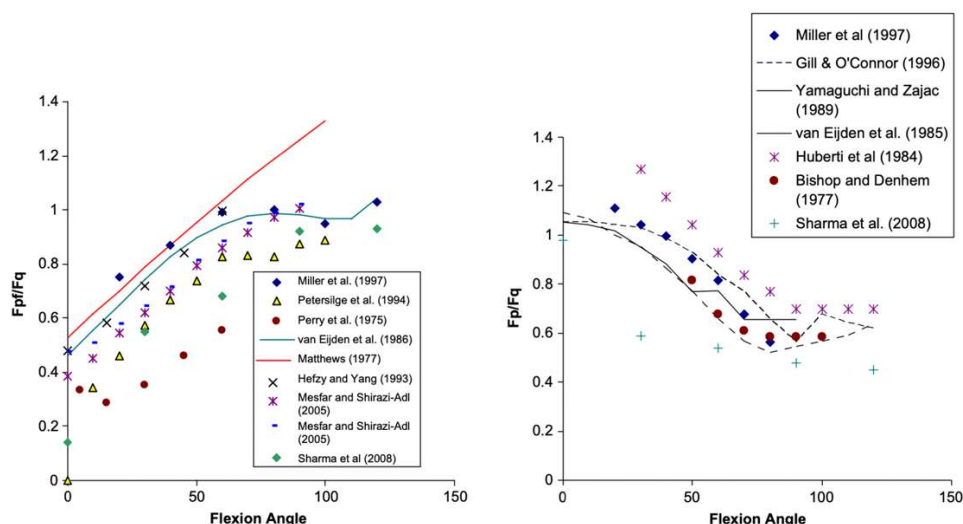 1.4
1.2
1
0.8
0.6
0.4
0.2
0
Fpf/Fq
0
50
100
150
Flexion Angle
Miller et al. (1997)
Petersilge et al. (1994)
Perry et al. (1975)
van Eijden et al. (1986)
Matthews (1977)
Hefzy and Yang (1993)
Mesfar and Shirazi-Adl
(2005)
Mesfar and Shirazi-Adl
(2005)
Sharma et al (2008)
Miller et al (1997)
Gill & O'Connor (1996)
Yamaguchi and Zajac
(1989)
van Eijden et al. (1985)
Huberti et al (1984)
Bishop and Denhem
(1977)
Sharma et al. (2008)
1.4
1.2
1
0.8
0.6
0.4
0.2
0
Fp/Fq
0
50
100
150
Flexion Angle